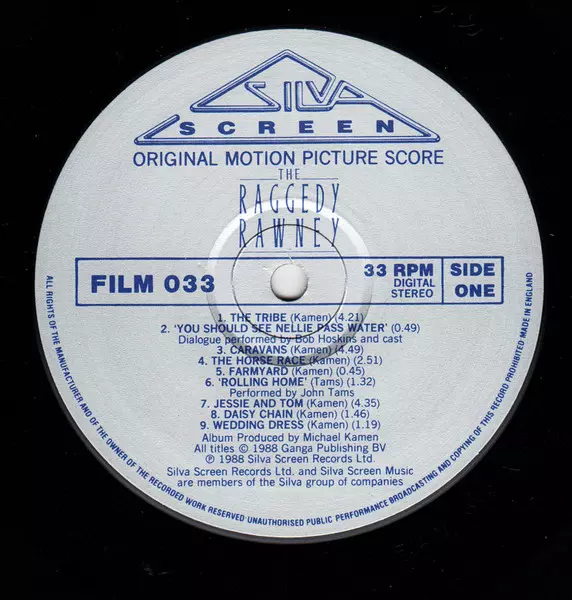 SILVA
SCREEN
ORIGINAL MOTION PICTURE SCORE
THE
RAGGEDY
RAWNEY
FILM 033
33 RPM
DIGITAL
STEREO
SIDE
ONE
1. THE TRIBE (Kamen) (4.21)
2. 'YOU SHOULD SEE NELLIE PASS WATER' (0.49)
Dialogue performed by Bob Hoskins and cast
3. CARAVANS (Kamen) (4.49)
4. THE HORSE RACE (Kamen) (2.51)
5. FARMYARD (Kamen) (0.45)
6. 'ROLLING HOME' (Tams) (1.32)
Performed by John Tams
7. JESSIE AND TOM (Kamen) (4.35)
8. DAISY CHAIN (Kamen) (1.46)
9. WEDDING DRESS (Kamen) (1.19)
Album Produced by Michael Kamen
All titles © 1988 Ganga Publishing BV
℗ 1988 Silva Screen Records Ltd.
Silva Screen Records Ltd. and Silva Screen Music
are members of the Silva group of companies
ALL RIGHTS OF THE MANUFACTURER AND OF THE OWNER OF THE RECORDED WORK RESERVED·UNAUTHORISED PUBLIC PERFORMANCE BROADCASTING AND COPYING OF THIS RECORD PROHIBITED·MADE IN ENGLAND